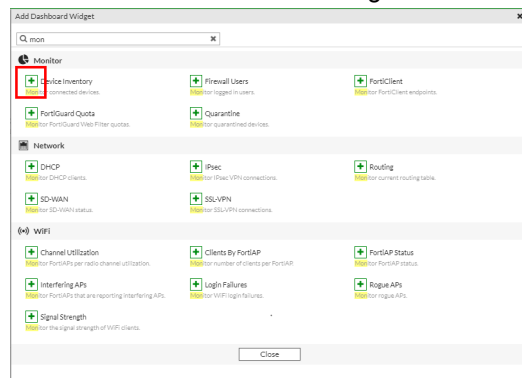 Add Dashboard Widget
mon
Monitor
Device Inventory Firewall Users FortiClient
Monitor connected devices. Monitor logged in users. Monitor FortiClient endpoints.
FortiGuard Quota Quarantine
Monitor FortiGuard Web Filter quotas. Monitor quarantined devices.
Network
DHCP IPsec Routing
Monitor DHCP clients. Monitor IPsec VPN connections. Monitor current routing table.
SD-WAN SSL-VPN
Monitor SD-WAN status. Monitor SSL-VPN connections.
WiFi
Channel Utilization Clients By FortiAP FortiAP Status
Monitor FortiAPs per radio channel utilization. Monitor number of clients per FortiAP. Monitor FortiAP status.
Interfering APs Login Failures Rogue APs
Monitor FortiAPs that are reporting interfering APs. Monitor WiFi login failures. Monitor rogue APs.
Signal Strength
Monitor the signal strength of WiFi clients.
Close